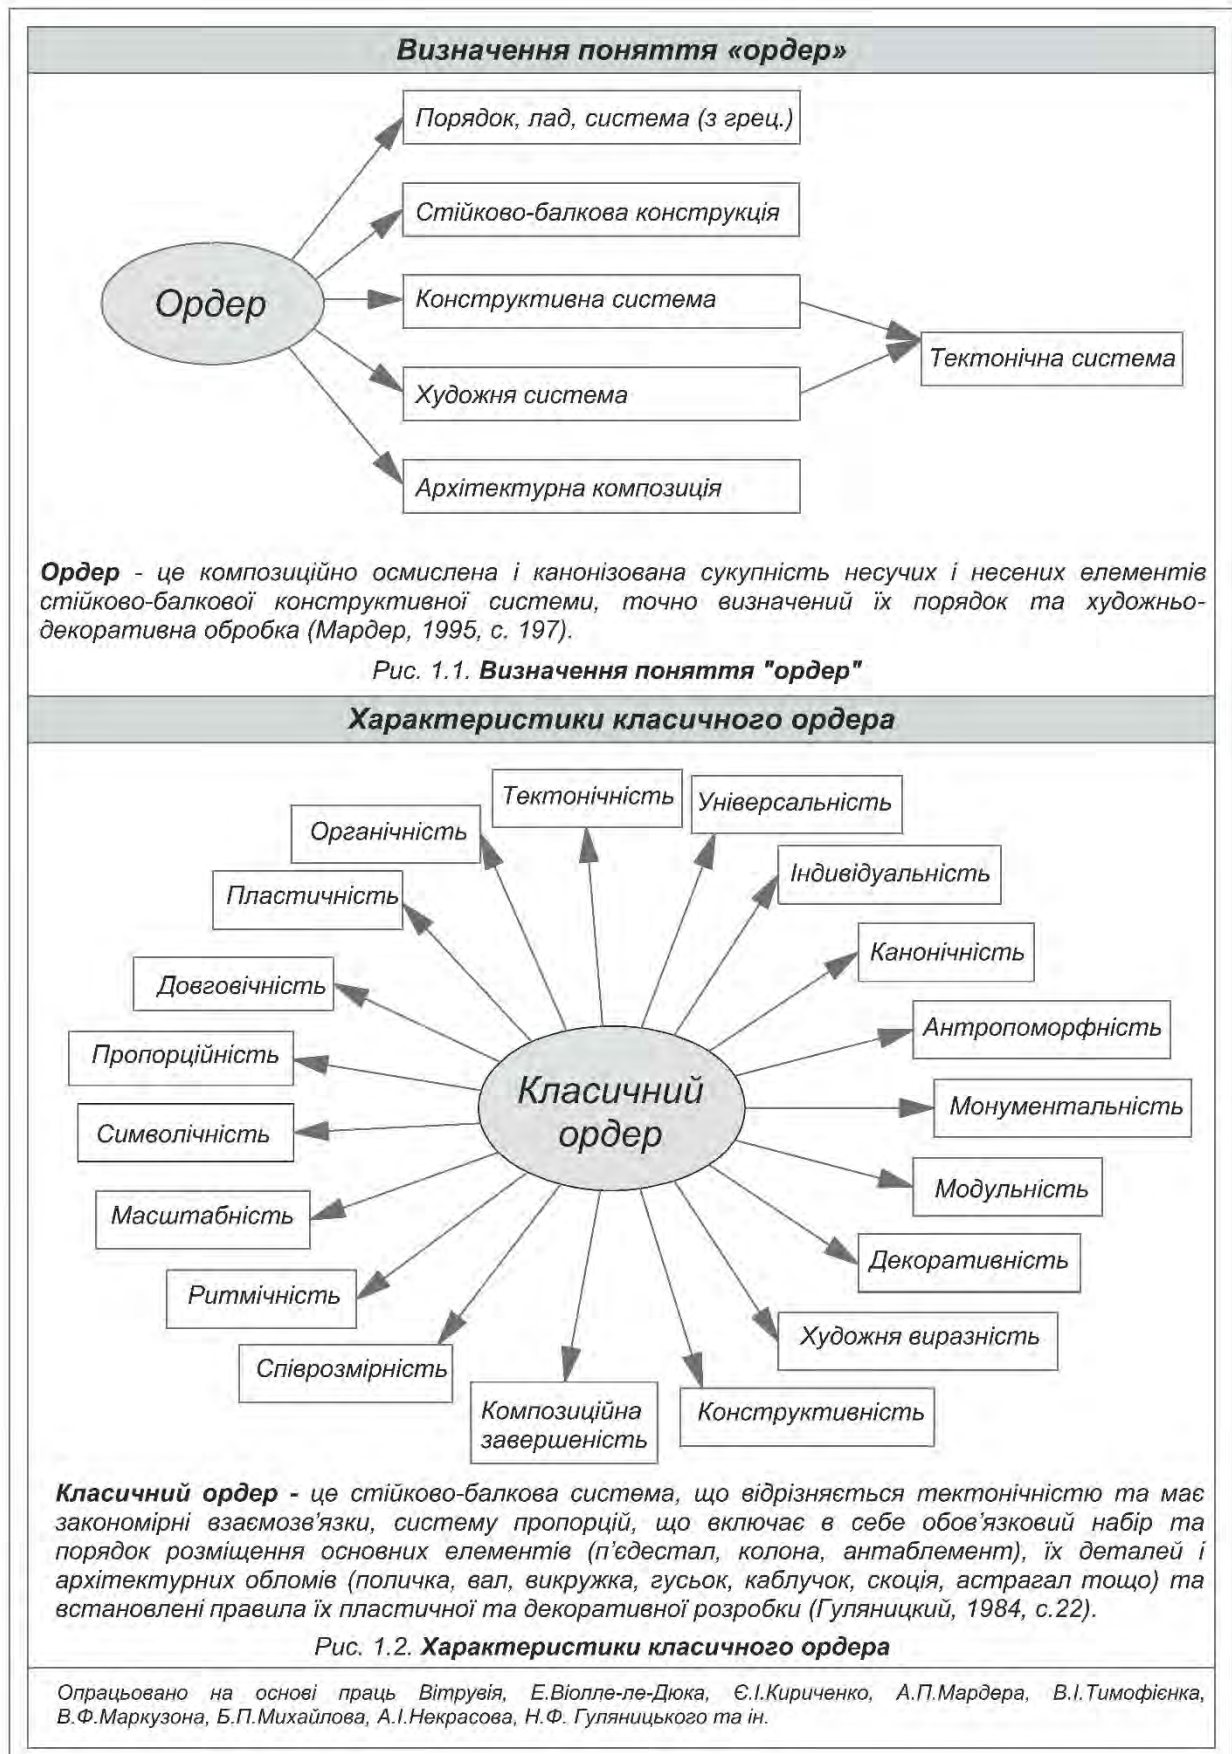 Визначення поняття «ордер»
Порядок, лад, система (з грец.)
Стійково-балкова конструкція
Ордер
Конструктивна система
Тектонічна система
Художня система
Архітектурна композиція
Ордер - це композиційно осмислена і канонізована сукупність несучих і несених елементів
стійково-балкової конструктивної системи, точно визначений їх порядок та художньо-
декоративна обробка (Мардер, 1995, с. 197).
Рис. 1.1. Визначення поняття "ордер"
Характеристики класичного ордера
Тектонічність
Універсальність
Органічність
Індивідуальність
Пластичність
Канонічність
Довговічність
Антропоморфність
Пропорційність
Класичний
ордер
Монументальність
Символічність
Модульність
Масштабність
Декоративність
Ритмічність
Художня виразність
Співрозмірність
Композиційна
завершеність
Конструктивність
Класичний ордер - це стійково-балкова система, що відрізняється тектонічністю та має
закономірні взаємозв'язки, систему пропорцій, що включає в себе обов'язковий набір та
порядок розміщення основних елементів (п'єдестал, колона, антаблемент), їх деталей і
архітектурних обломів (поличка, вал, викружка, гусьок, каблучок, скоція, астрагал тощо) та
встановлені правила їх пластичної та декоративної розробки (Гуляницкий, 1984, с.22).
Рис. 1.2. Характеристики класичного ордера
Опрацьовано на основі праць Вітрувія, Е.Віолле-ле-Дюка, Є.І.Кириченко, А.П.Мардера, В.І.Тимофієнка,
В.Ф.Маркузона, Б.П.Михайлова, А.І.Некрасова, Н.Ф. Гуляницького та ін.